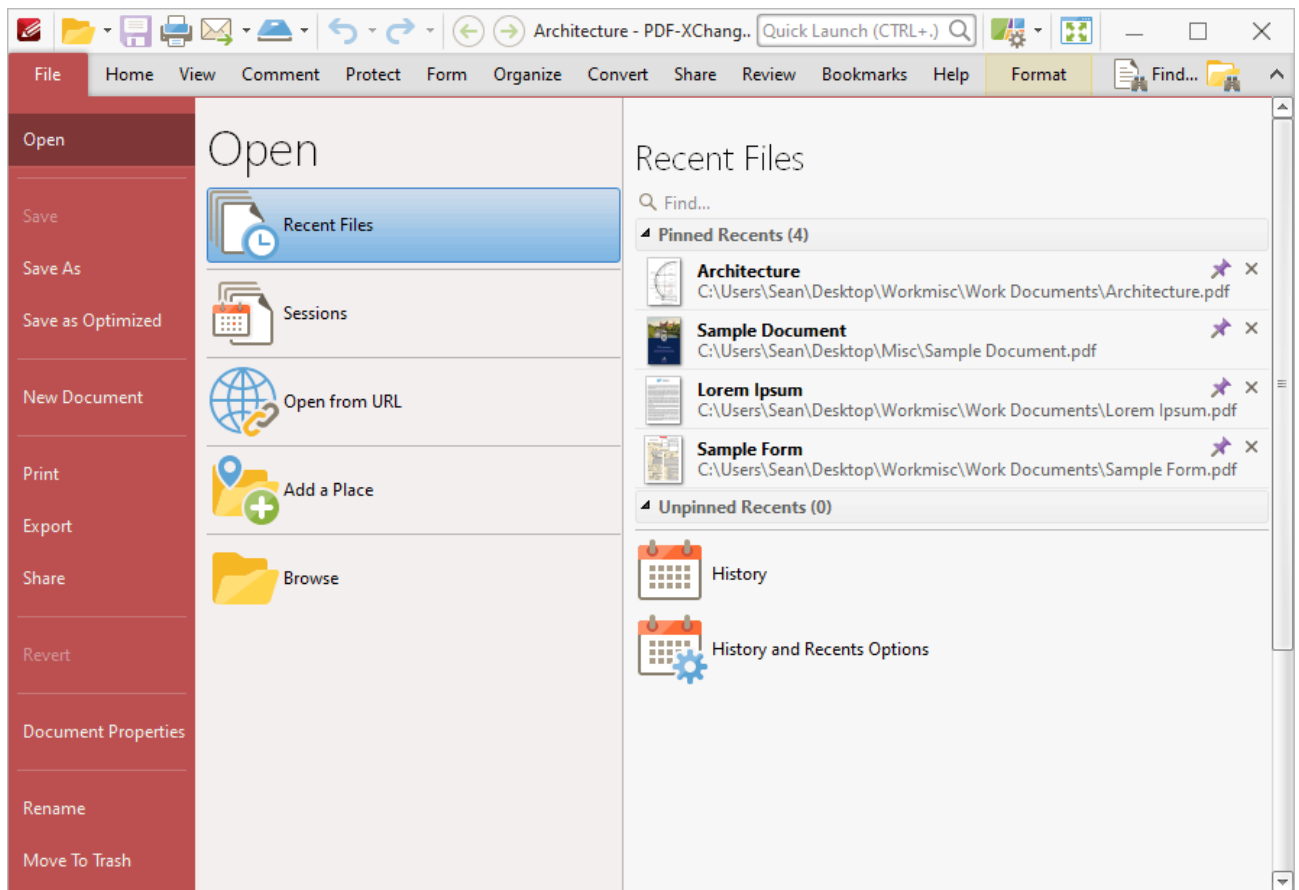 Architecture - PDF-XChang.. Quick Launch (CTRL+.)
File Home View Comment Protect Form Organize Convert Share Review Bookmarks Help Format Find...
Open
Save
Save As
Save as Optimized
New Document
Print
Export
Share
Revert
Document Properties
Rename
Move To Trash
Open
Recent Files
Sessions
Open from URL
Add a Place
Browse
Recent Files
Find...
Pinned Recents (4)
Architecture
C:\Users\Sean\Desktop\Workmisc\Work Documents\Architecture.pdf
Sample Document
C:\Users\Sean\Desktop\Misc\Sample Document.pdf
Lorem Ipsum
C:\Users\Sean\Desktop\Workmisc\Work Documents\Lorem Ipsum.pdf
Sample Form
C:\Users\Sean\Desktop\Workmisc\Work Documents\Sample Form.pdf
Unpinned Recents (0)
History
History and Recents Options